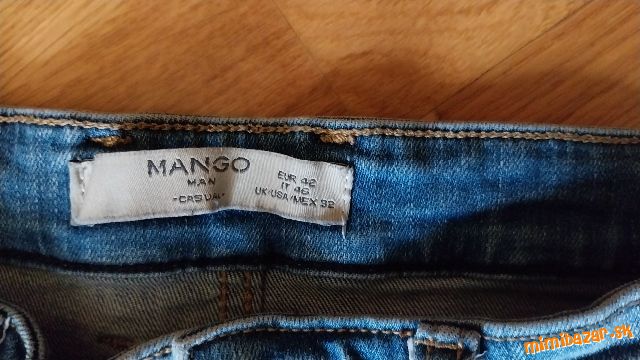 MANGO
MAN
-CASUAL-
EUR 42
IT 46
UK/USA/MEX 32
mimibazar.sk